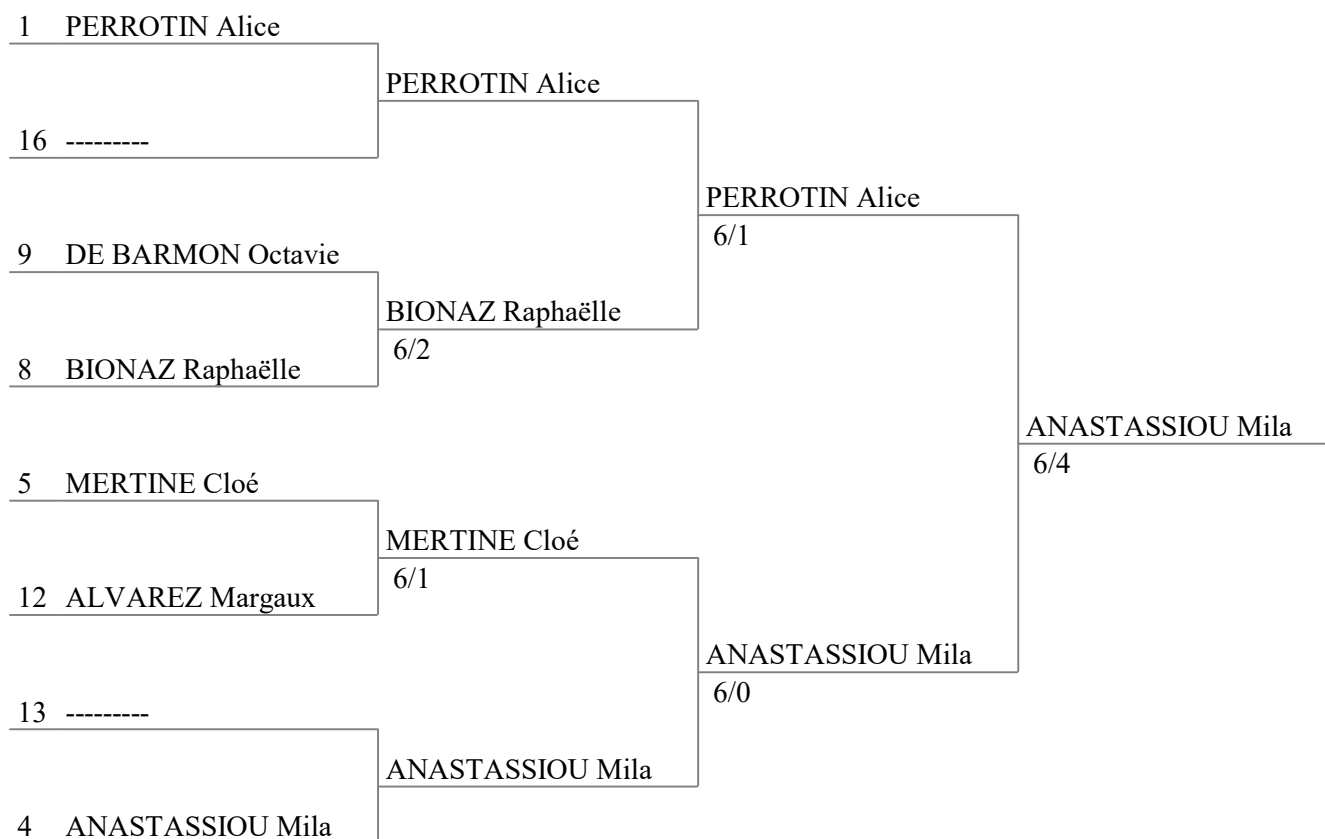 1 PERROTIN Alice
PERROTIN Alice
16 ---------
PERROTIN Alice
6/1
9 DE BARMON Octavie
BIONAZ Raphaëlle
6/2
8 BIONAZ Raphaëlle
ANASTASSIOU Mila
6/4
5 MERTINE Cloé
MERTINE Cloé
6/1
12 ALVAREZ Margaux
ANASTASSIOU Mila
6/0
13 ---------
ANASTASSIOU Mila
4 ANASTASSIOU Mila